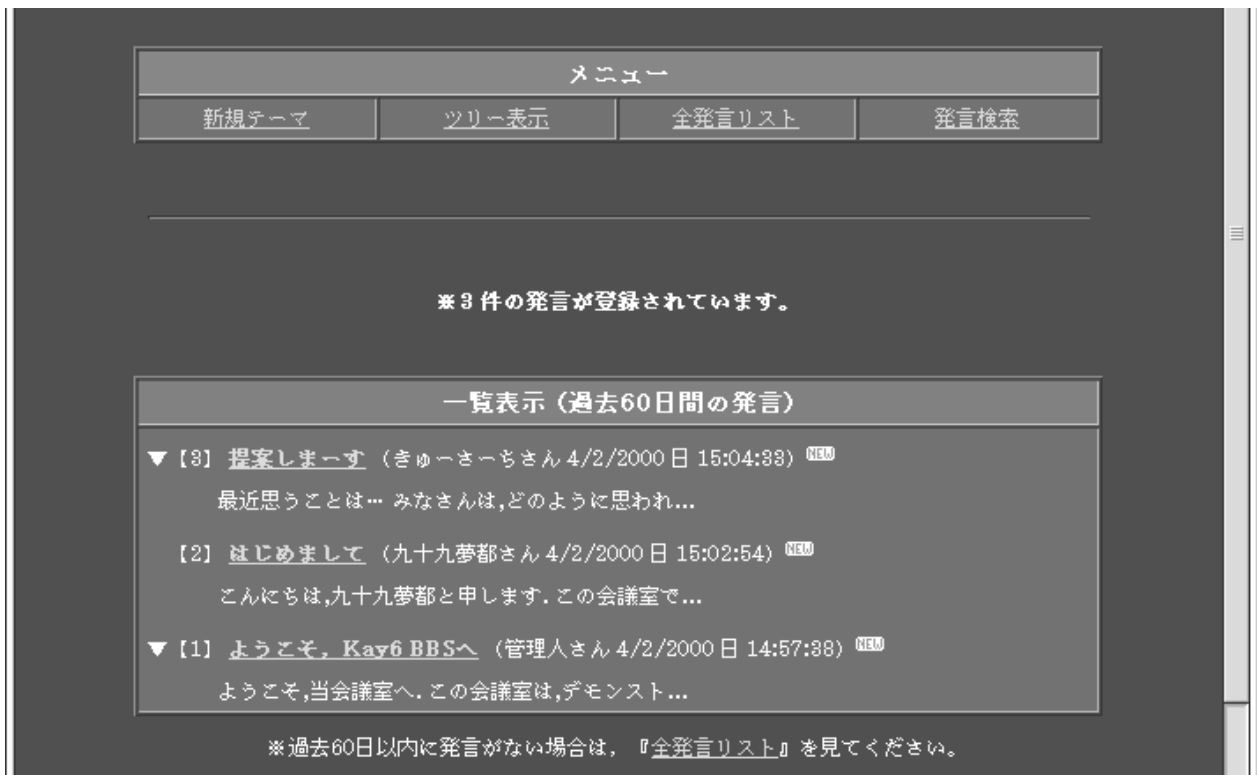 メニュー
新規テーマ ツリー表示 全発言リスト 発言検索
※3 件の発言が登録されています。
一覧表示（過去60日間の発言）
▼【3】 提案しまーす （きゅーさーちさん 4/2/2000 日 15:04:33） NEW
最近思うことは… みなさんは,どのように思われ...
【2】 はじめまして （九十九夢都さん 4/2/2000 日 15:02:54） NEW
こんにちは,九十九夢都と申します. この会議室で...
▼【1】 ようこそ，Kay6 BBSへ （管理人さん 4/2/2000 日 14:57:38） NEW
ようこそ,当会議室へ. この会議室は,デモンスト...
※過去60日以内に発言がない場合は，『全発言リスト』を見てください。